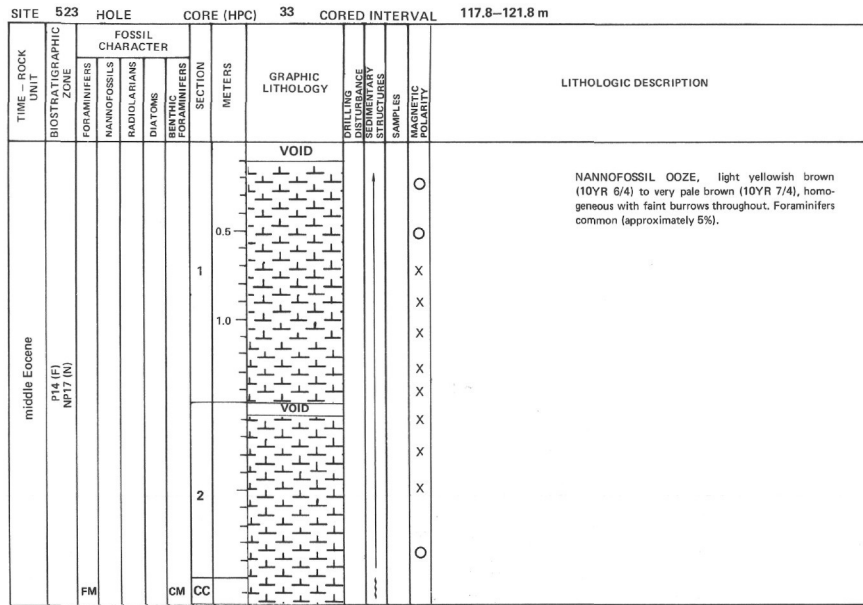 SITE 523 HOLE CORE (HPC) 33 CORED INTERVAL 117.8–121.8 m
TIME – ROCK UNIT
BIOSTRATIGRAPHIC ZONE
FOSSIL CHARACTER
FORAMINIFERS
NANNOFOSSILS
RADIOLARIANS
DIATOMS
BENTHIC FORAMINIFERS
SECTION
METERS
GRAPHIC LITHOLOGY
DRILLING DISTURBANCE
SEDIMENTARY STRUCTURES
SAMPLES
MAGNETIC POLARITY
LITHOLOGIC DESCRIPTION
middle Eocene
P14 (F)
NP17 (N)
VOID
O
NANNOFOSSIL OOZE, light yellowish brown
(10YR 6/4) to very pale brown (10YR 7/4), homo-
geneous with faint burrows throughout. Foraminifers
common (approximately 5%).
0.5
O
1
X
X
1.0
X
X
X
VOID
X
X
2
X
O
FM
CM
CC